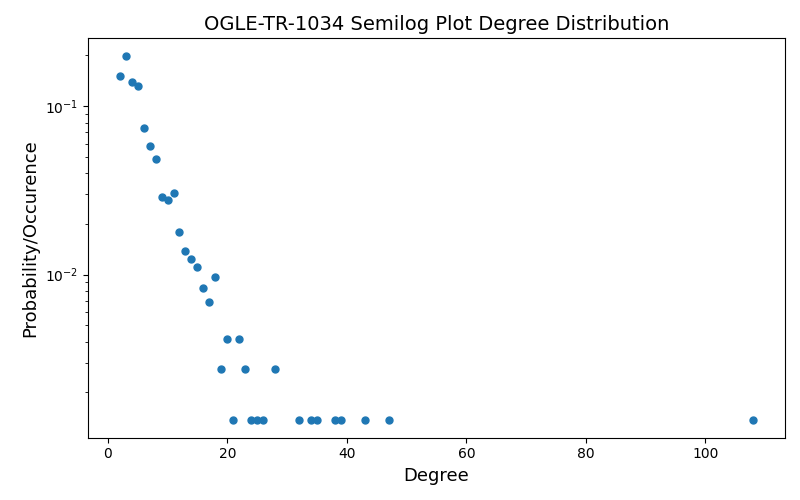 OGLE-TR-1034 Semilog Plot Degree Distribution
Probability/Occurence
10⁻¹
10⁻²
0 20 40 60 80 100
Degree